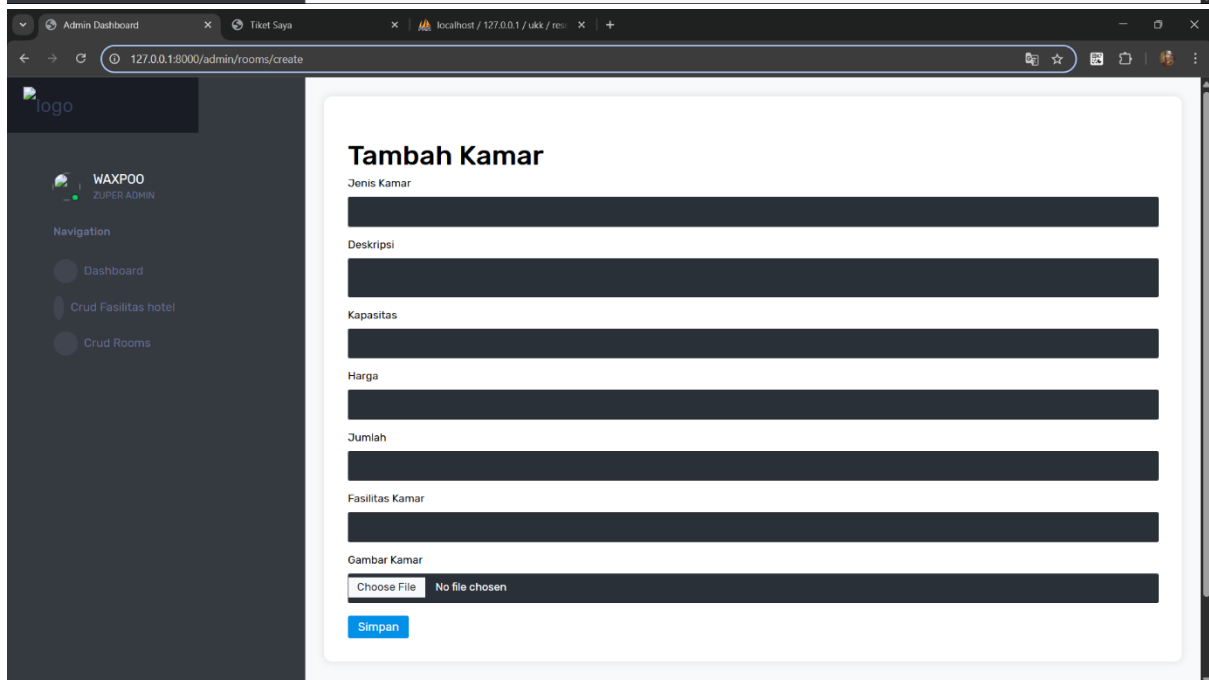 Admin Dashboard
Tiket Saya
localhost / 127.0.0.1 / ukk / res
127.0.0.1:8000/admin/rooms/create
logo
WAXPOO
ZUPER ADMIN
Navigation
Dashboard
Crud Fasilitas hotel
Crud Rooms
Tambah Kamar
Jenis Kamar
Deskripsi
Kapasitas
Harga
Jumlah
Fasilitas Kamar
Gambar Kamar
Choose File No file chosen
Simpan